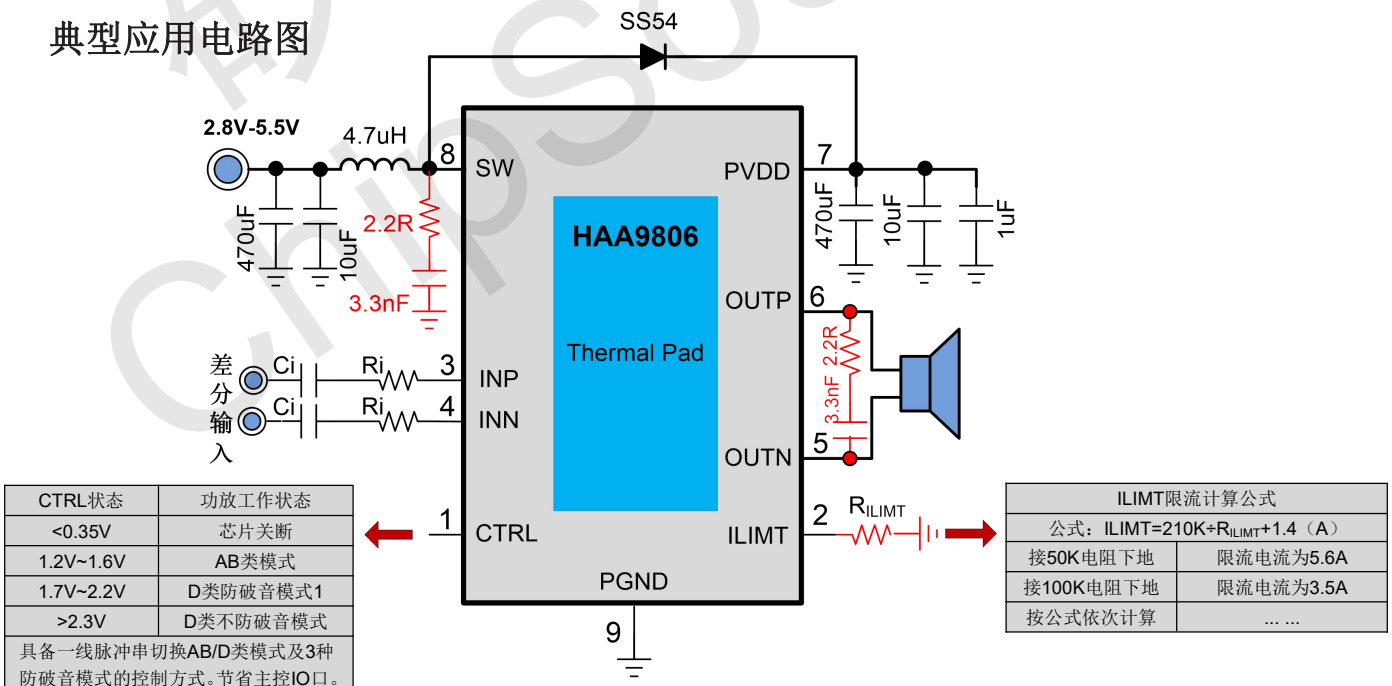 典型应用电路图
SS54
2.8V-5.5V
4.7uH
8
SW
470uF
10uF
2.2R
3.3nF
PVDD
7
470uF
10uF
1uF
HAA9806
Thermal Pad
OUTP
6
2.2R
3.3nF
OUTN
5
差分输入
Ci
Ri
3
INP
Ci
Ri
4
INN
1
CTRL
ILIMT
2
RILIMT
PGND
9
CTRL状态 功放工作状态
<0.35V 芯片关断
1.2V~1.6V AB类模式
1.7V~2.2V D类防破音模式1
>2.3V D类不防破音模式
具备一线脉冲串切换AB/D类模式及3种
防破音模式的控制方式。节省主控IO口。
ILIMT限流计算公式
公式：ILIMT=210K÷RILIMT+1.4（A）
接50K电阻下地 限流电流为5.6A
接100K电阻下地 限流电流为3.5A
按公式依次计算 ... ...